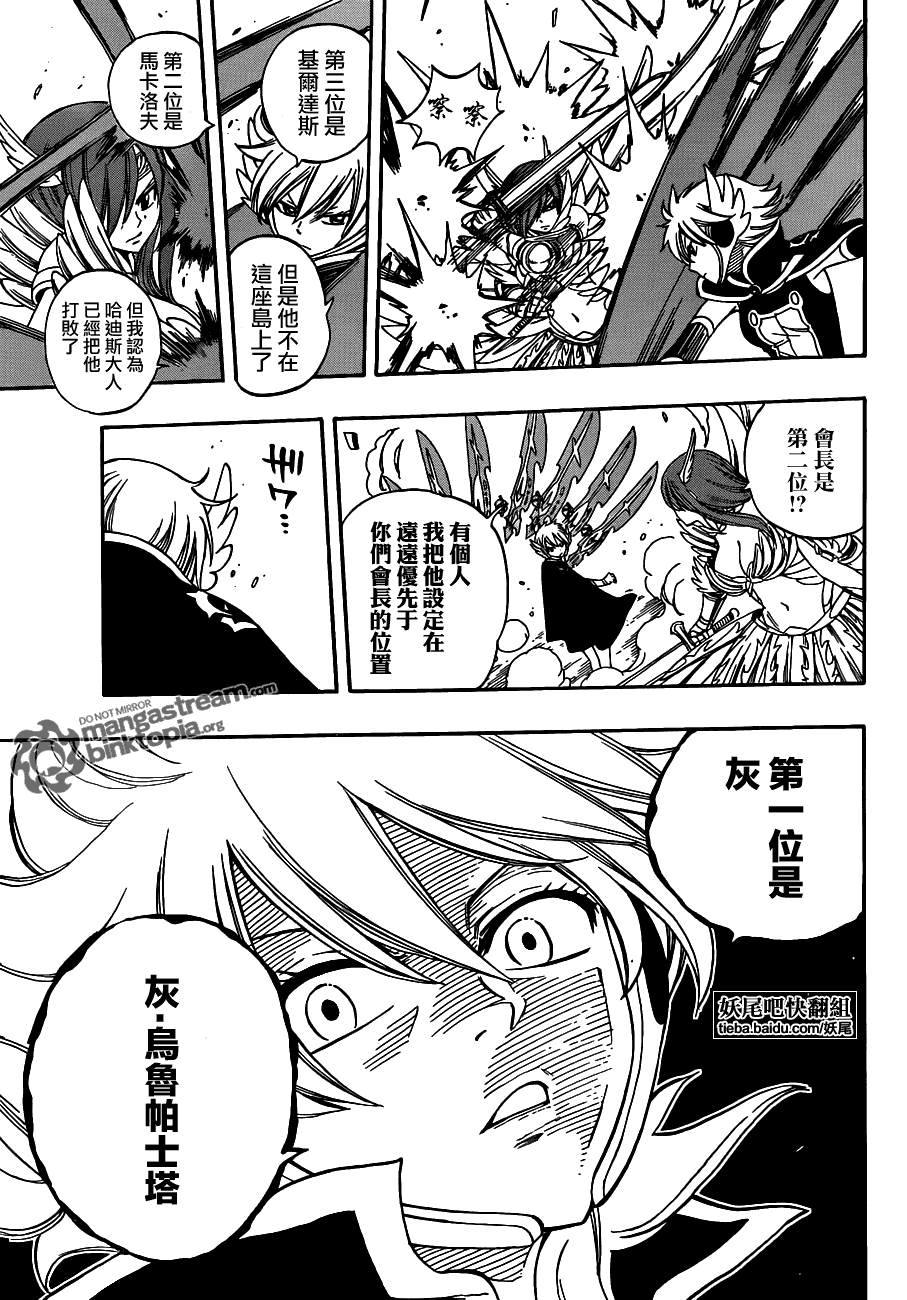 嚓
嚓
第三位是
基爾達斯
但是他不在
這座島上了
第二位是
馬卡洛夫
但我認為
哈迪斯大人
已經把他
打敗了
會長是
第二位!?
有個人
我把他設定在
遠遠優先于
你們會長的位置
第一位是
灰
灰·烏魯帕士塔
DO NOT MIRROR
mangastream.com
binktopia.org
妖尾吧快翻組
tieba.baidu.com/妖尾